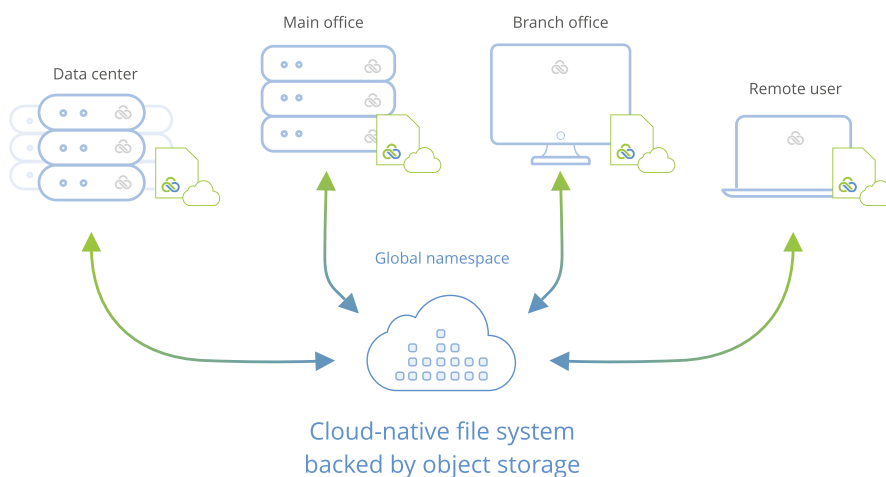 Main office
Branch office
Data center
Remote user
Global namespace
Cloud-native file system
backed by object storage